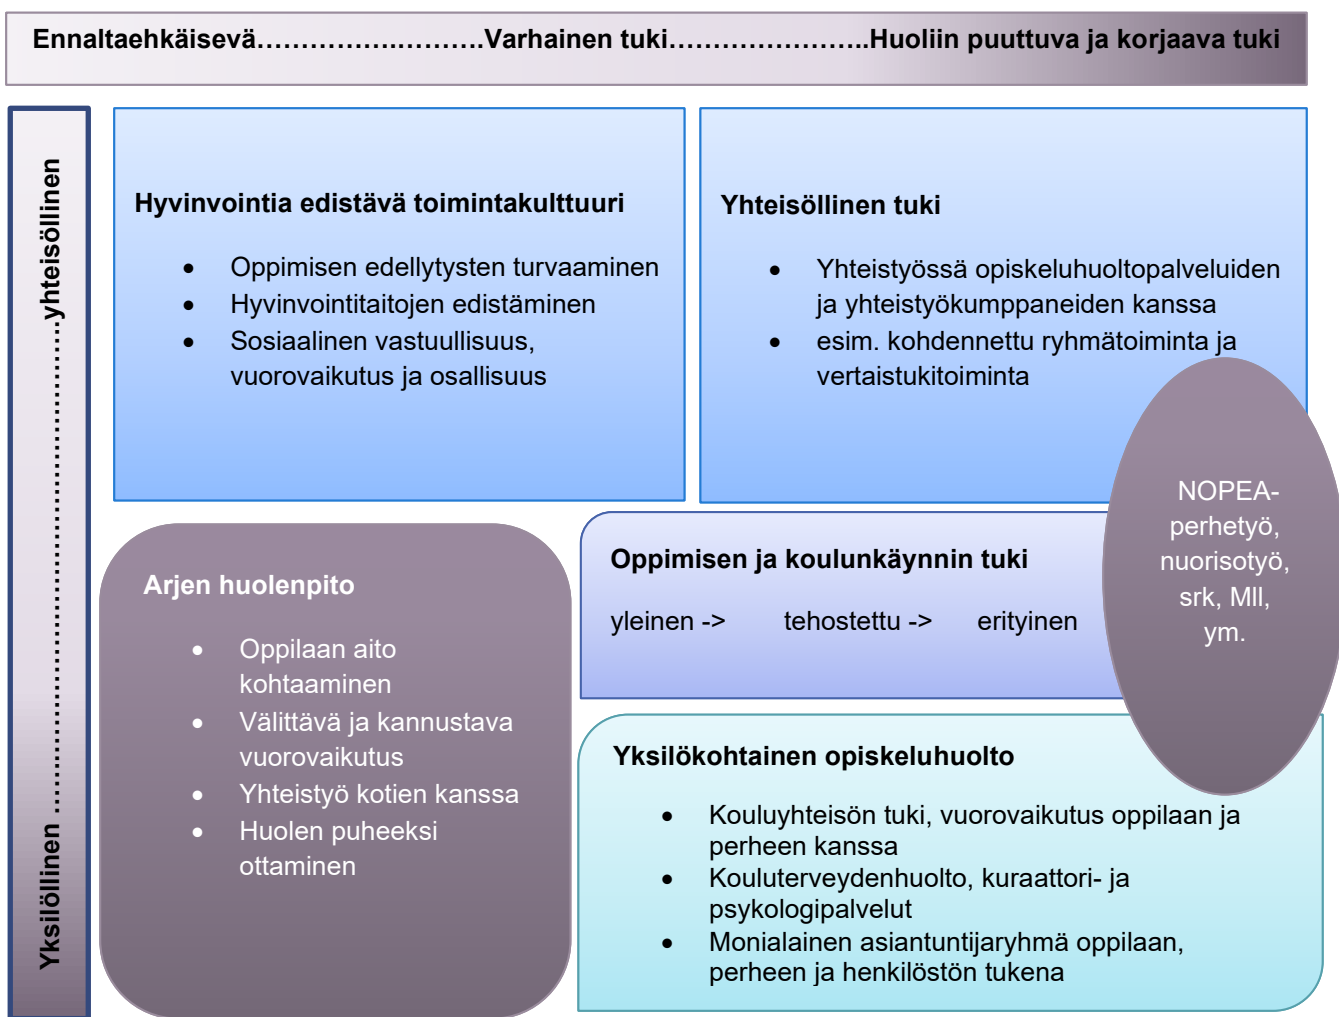 Ennaltaehkäisevä……………..……….Varhainen tuki…………………..Huoliin puuttuva ja korjaava tuki
Yksilöllinen ……………………………………………yhteisöllinen
Hyvinvointia edistävä toimintakulttuuri
• Oppimisen edellytysten turvaaminen
• Hyvinvointitaitojen edistäminen
• Sosiaalinen vastuullisuus,
vuorovaikutus ja osallisuus
Yhteisöllinen tuki
• Yhteistyössä opiskeluhuoltopalveluiden
ja yhteistyökumppaneiden kanssa
• esim. kohdennettu ryhmätoiminta ja
vertaistukitoiminta
NOPEA-
perhetyö,
nuorisotyö,
srk, Mll,
ym.
Arjen huolenpito
• Oppilaan aito
kohtaaminen
• Välittävä ja kannustava
vuorovaikutus
• Yhteistyö kotien kanssa
• Huolen puheeksi
ottaminen
Oppimisen ja koulunkäynnin tuki
yleinen -> tehostettu -> erityinen
Yksilökohtainen opiskeluhuolto
• Kouluyhteisön tuki, vuorovaikutus oppilaan ja
perheen kanssa
• Kouluterveydenhuolto, kuraattori- ja
psykologipalvelut
• Monialainen asiantuntijaryhmä oppilaan,
perheen ja henkilöstön tukena